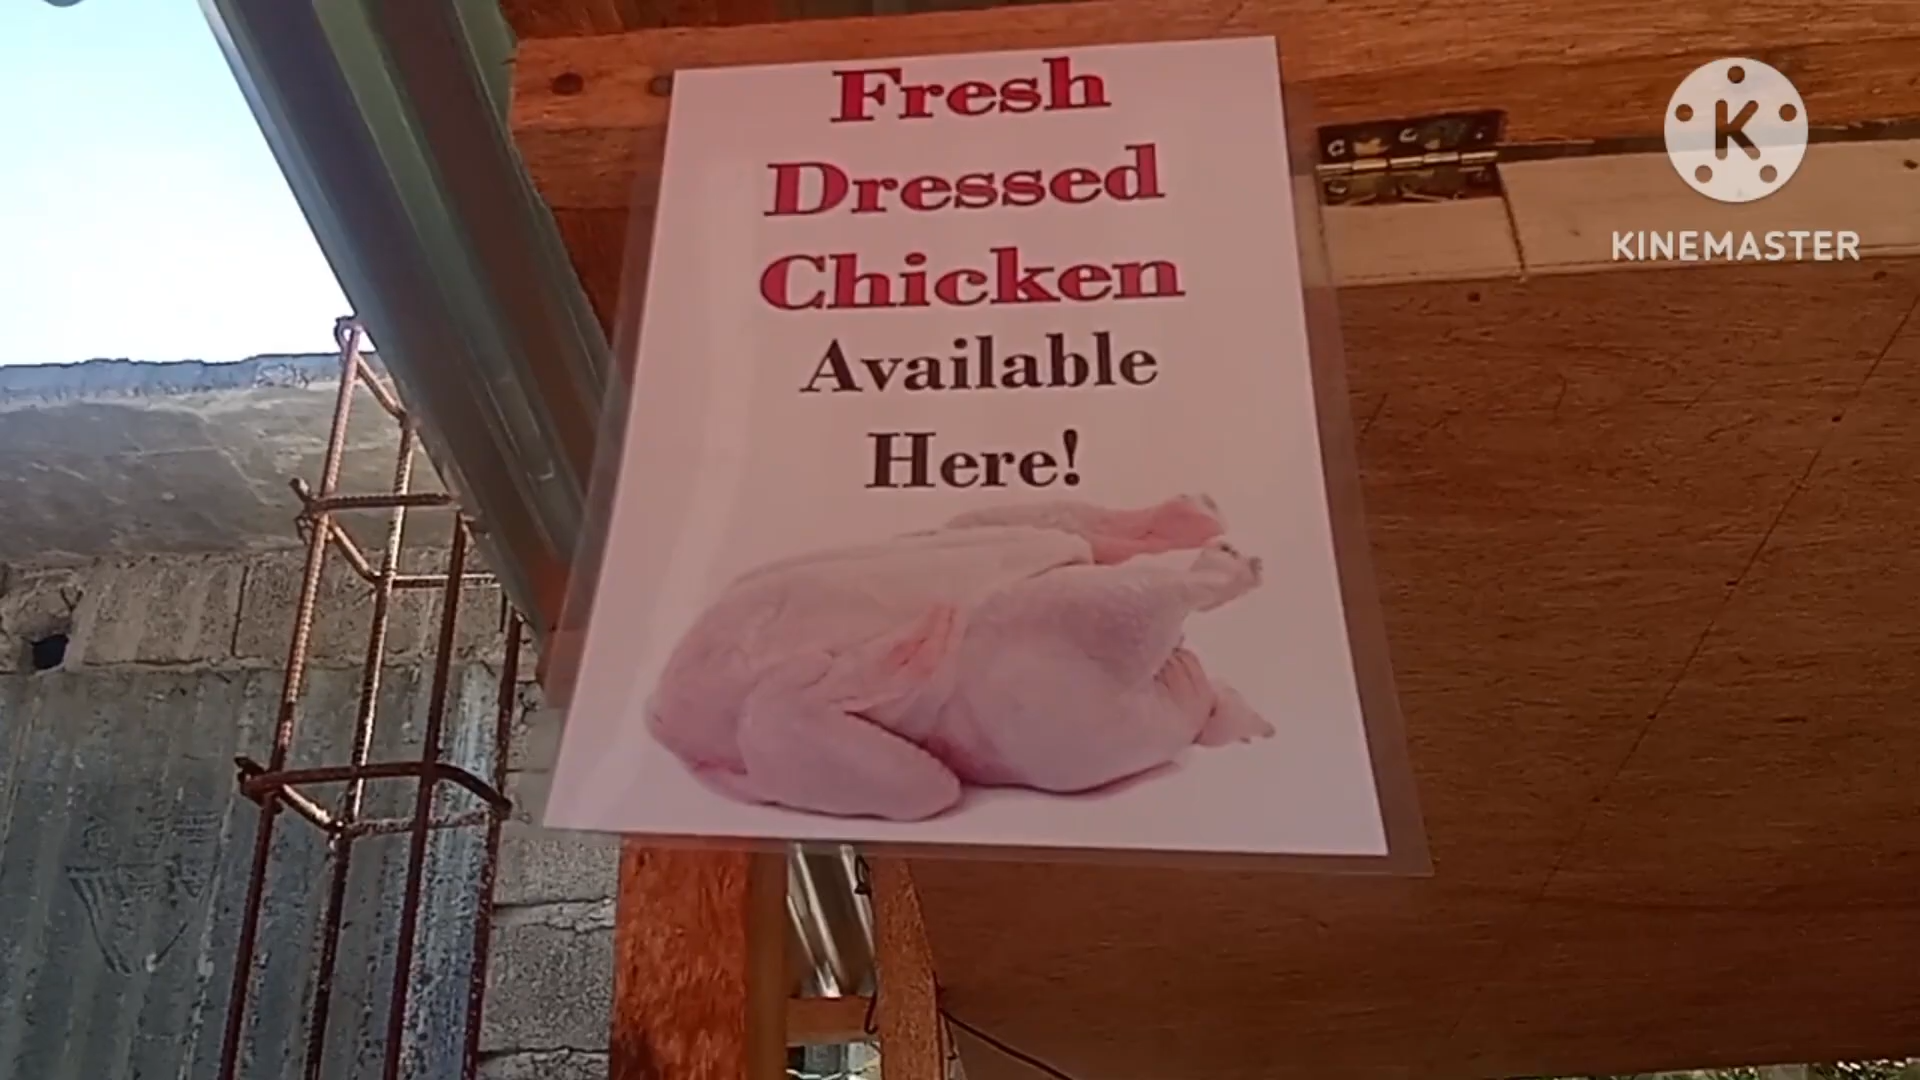 Fresh
Dressed
Chicken
Available
Here!
K
KINEMASTER